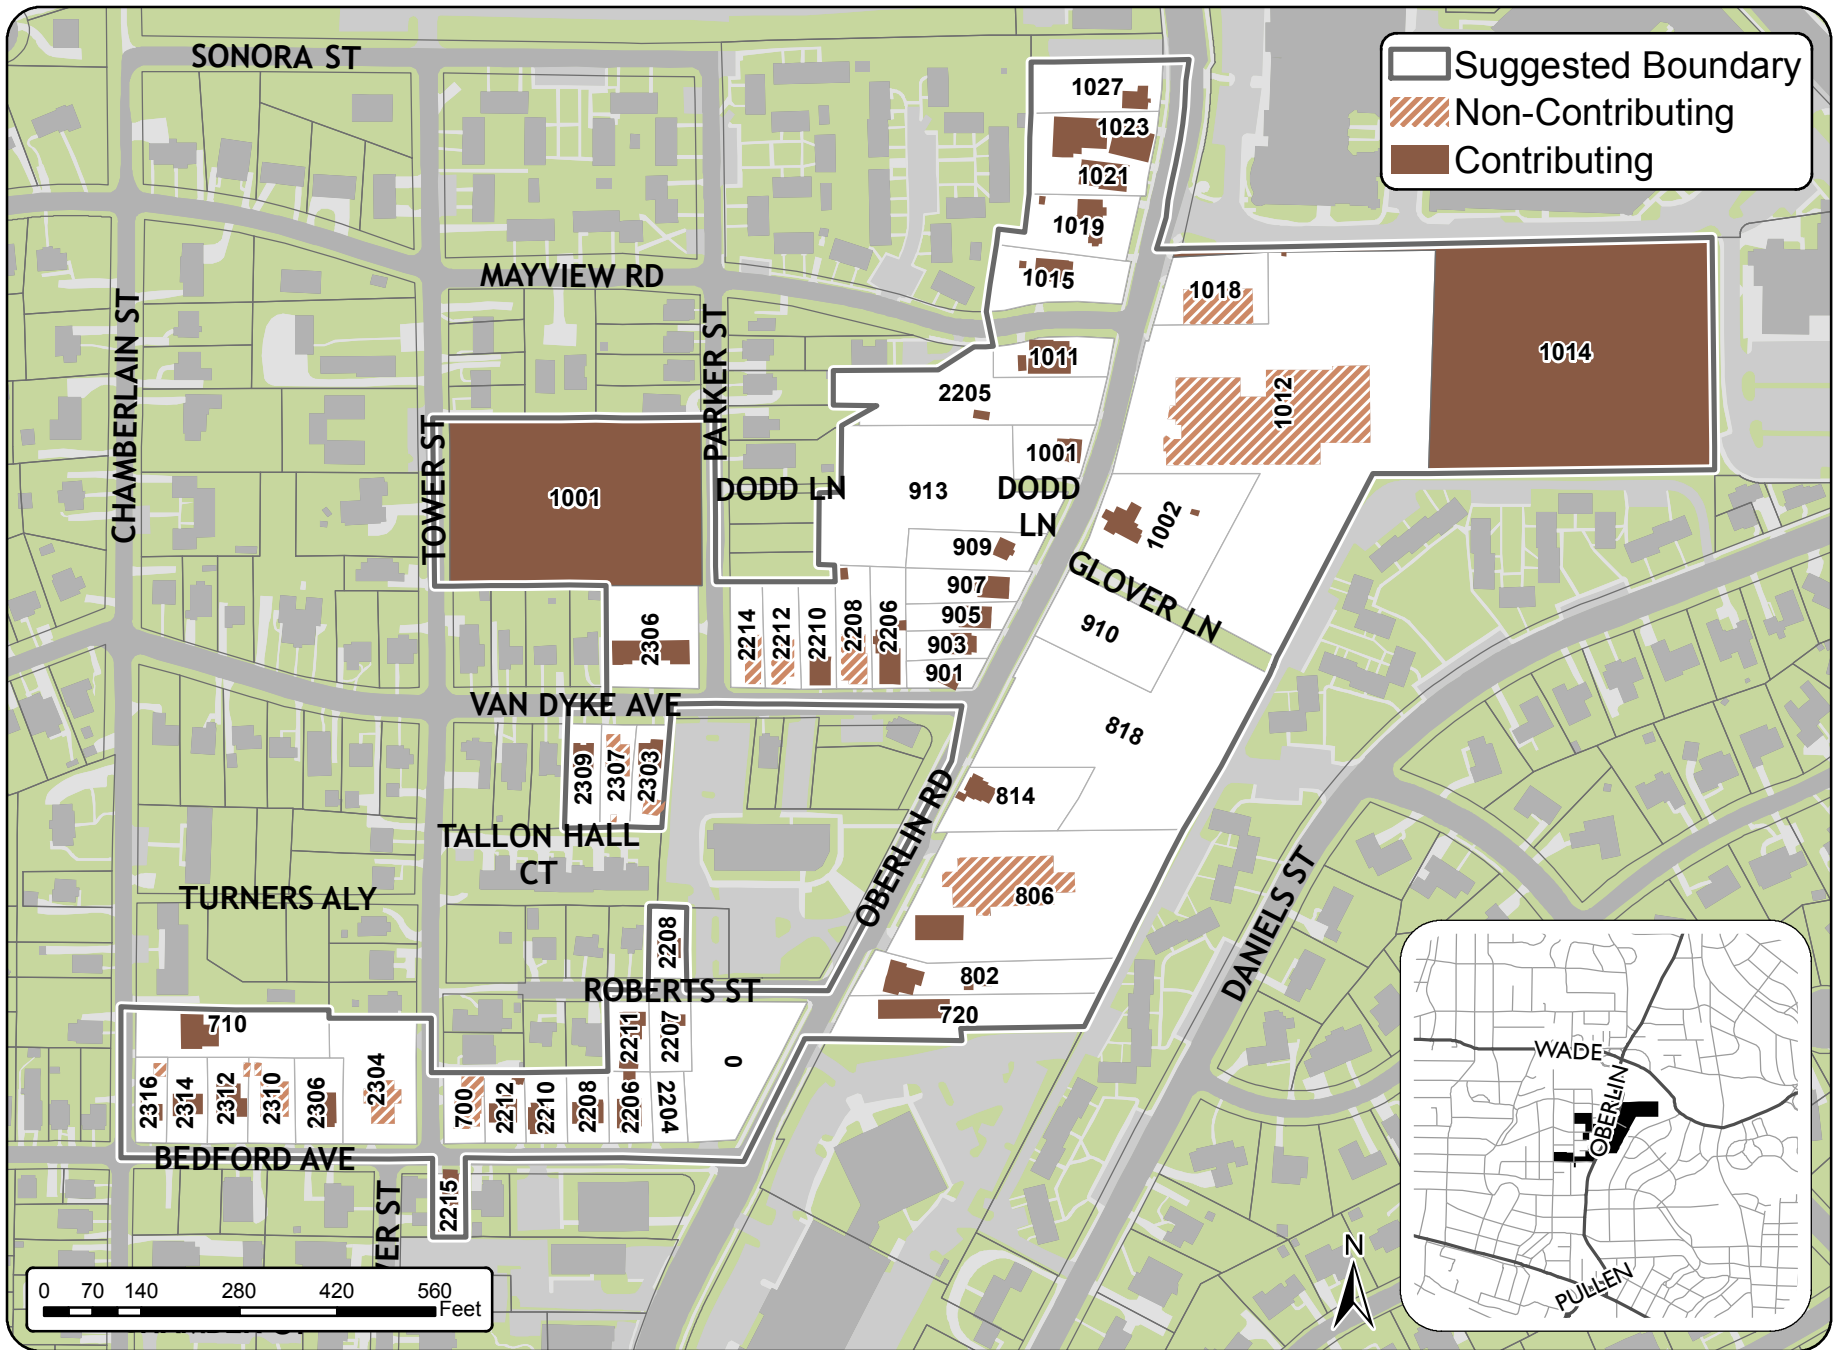 SONORA ST
Suggested Boundary
Non-Contributing
Contributing
1027
1023
1021
1019
1015
MAYVIEW RD
1018
1014
1012
1011
2205
CHAMBERLAIN ST
TOWER ST
PARKER ST
1001
1001
913
DODD LN
DODD
LN
1002
909
907
905
903
901
GLOVER LN
910
2306
2214
2212
2210
2208
2206
VAN DYKE AVE
818
2309
2307
2303
814
TALLON HALL
CT
OBERLIN RD
TURNERS ALY
806
2208
802
ROBERTS ST
720
DANIELS ST
710
2211
2207
0
2316
2314
2312
2310
2306
2304
700
2212
2210
2208
2206
2204
BEDFORD AVE
2215
WADE
OBERLIN
PULLEN
N
0 70 140 280 420 560
Feet